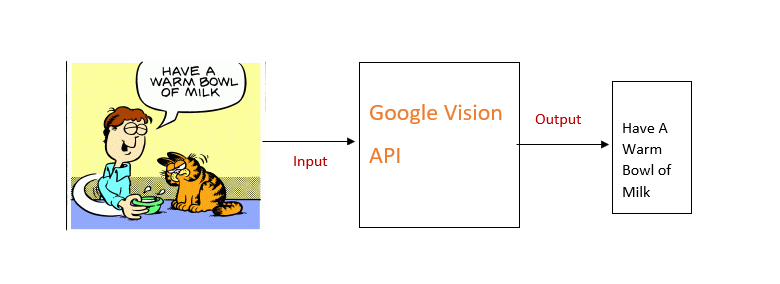 HAVE A
WARM BOWL
OF MILK
Input
Google Vision
API
Output
Have A
Warm
Bowl of
Milk